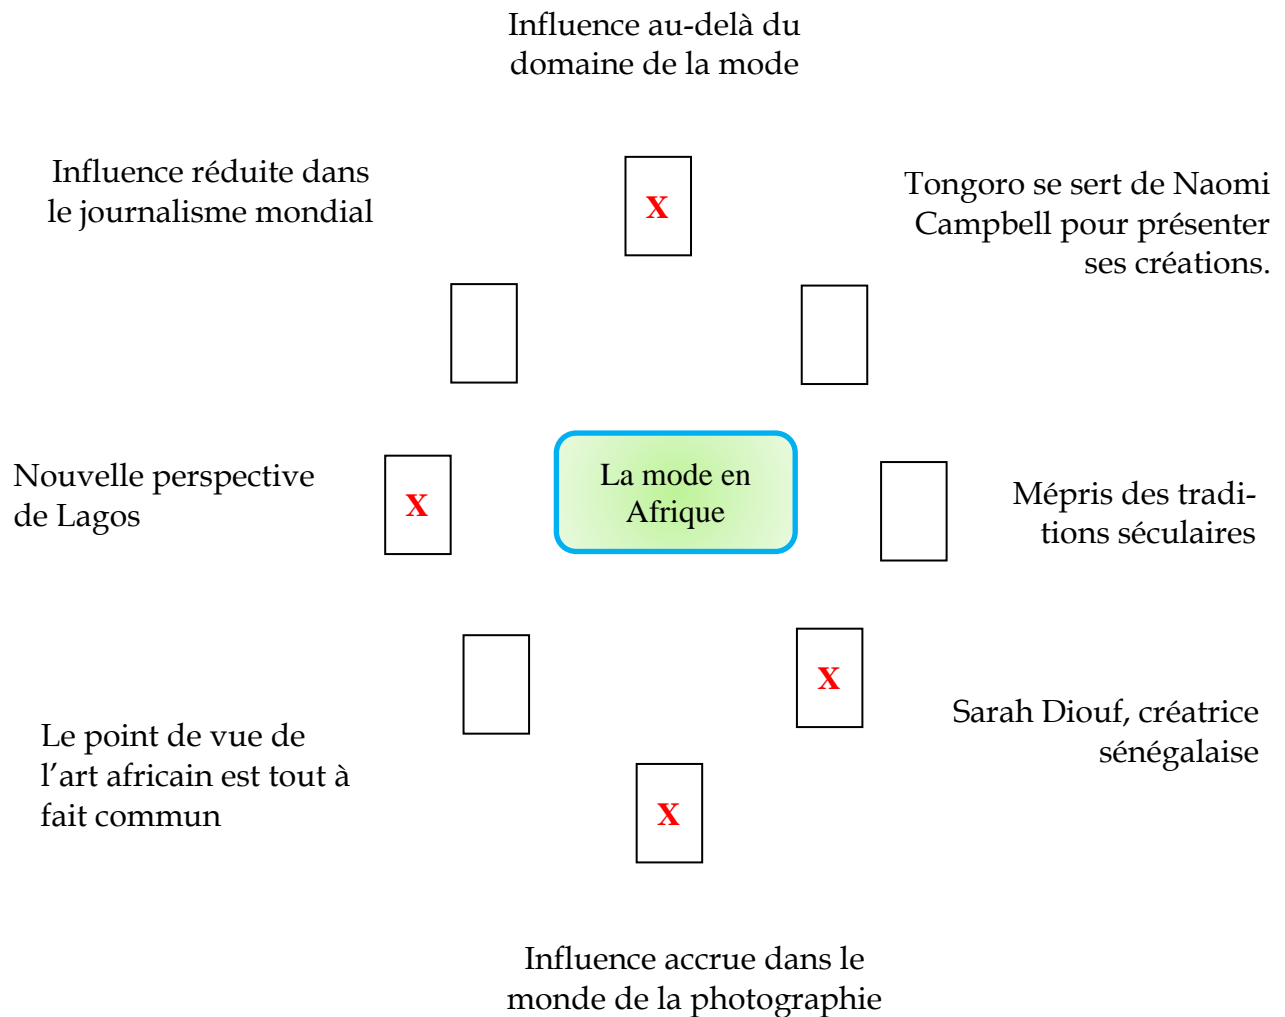 Influence au-delà du
domaine de la mode
Influence réduite dans
le journalisme mondial
X
Tongoro se sert de Naomi
Campbell pour présenter
ses créations.
Nouvelle perspective
de Lagos
X
La mode en
Afrique
Mépris des tradi-
tions séculaires
Le point de vue de
l’art africain est tout à
fait commun
X
Sarah Diouf, créatrice
sénégalaise
X
Influence accrue dans le
monde de la photographie